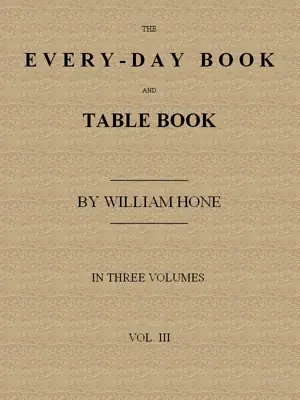 THE
EVERY-DAY BOOK
AND
TABLE BOOK
BY WILLIAM HONE
IN THREE VOLUMES
VOL. III